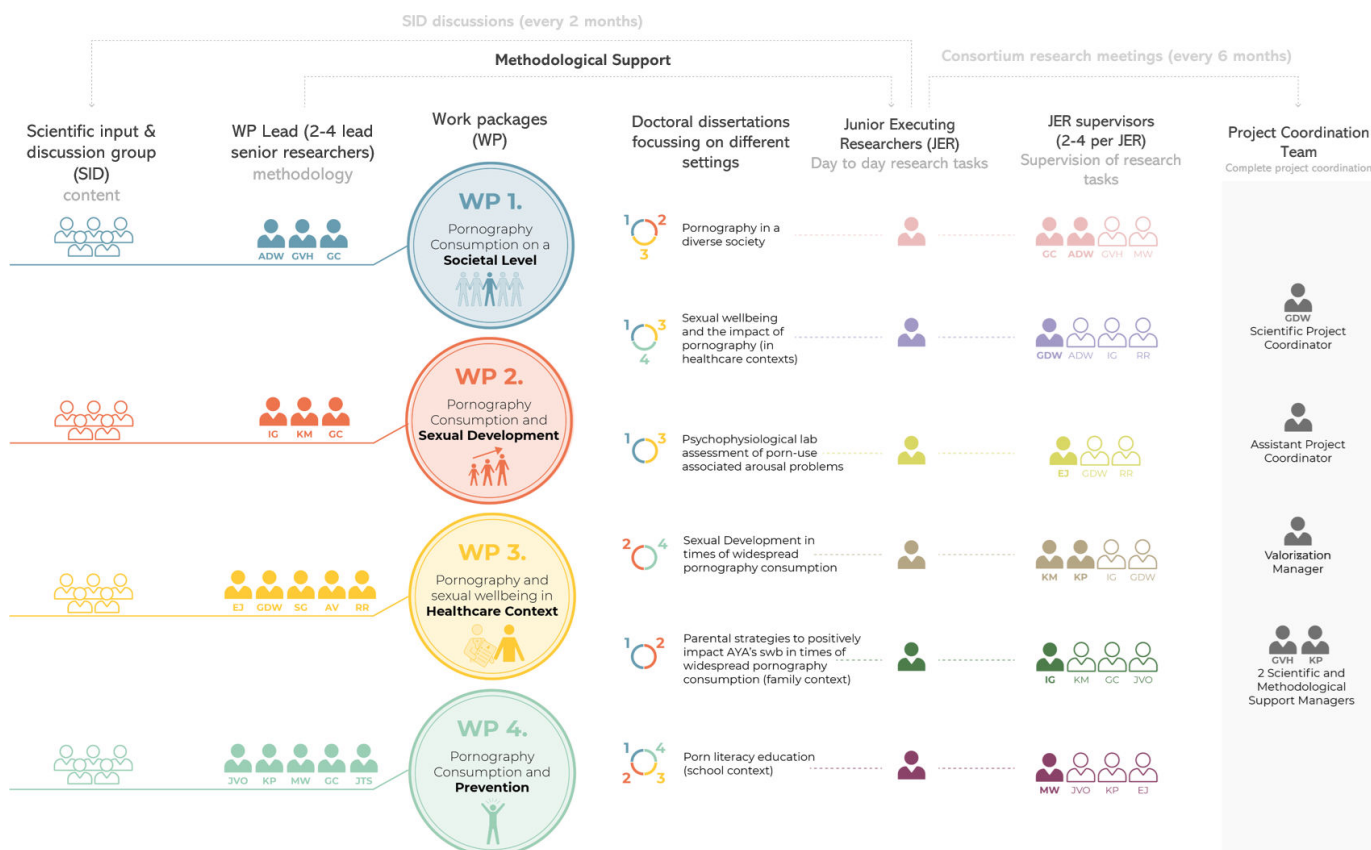 SID discussions (every 2 months)
Methodological Support
Consortium research meetings (every 6 months)
Scientific input &
discussion group
(SID)
content
WP Lead (2-4 lead
senior researchers)
methodology
Work packages
(WP)
Doctoral dissertations
focussing on different
settings
Junior Executing
Researchers (JER)
Day to day research tasks
JER supervisors
(2-4 per JER)
Supervision of research
tasks
Project Coordination
Team
Complete project coordination
ADW GVH GC
WP 1.
Pornography
Consumption on a
Societal Level
1 2
3
Pornography in a
diverse society
GC ADW GVH MW
1 3
4
Sexual wellbeing
and the impact of
pornography (in
healthcare contexts)
GDW ADW IG RR
GDW
Scientific Project
Coordinator
IG KM GC
WP 2.
Pornography
Consumption and
Sexual Development
1 3
Psychophysiological lab
assessment of porn-use
associated arousal problems
EJ GDW RR
Assistant Project
Coordinator
EJ GDW SG AV RR
WP 3.
Pornography and
sexual wellbeing in
Healthcare Context
2 4
Sexual Development in
times of widespread
pornography consumption
KM KP IG GDW
Valorization
Manager
1 2
Parental strategies to positively
impact AYA's swb in times of
widespread pornography
consumption (family context)
IG KM GC JVO
GVH KP
2 Scientific and
Methodological
Support Managers
JVO KP MW GC JTS
WP 4.
Pornography
Consumption and
Prevention
1 4
2 3
Porn literacy education
(school context)
MW JVO KP EJ